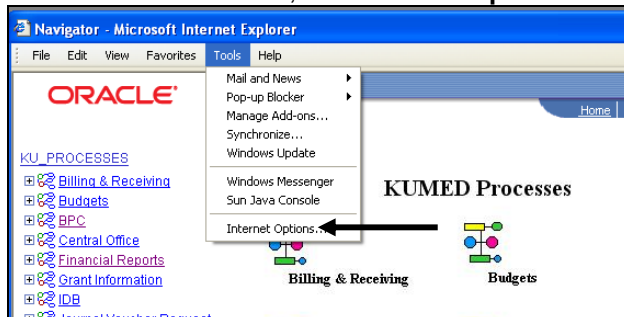 Navigator - Microsoft Internet Explorer
File Edit View Favorites Tools Help
Mail and News
Pop-up Blocker
Manage Add-ons...
Synchronize...
Windows Update
Windows Messenger
Sun Java Console
Internet Options...
ORACLE
Home
KU_PROCESSES
Billing & Receiving
Budgets
BPC
Central Office
Financial Reports
Grant Information
IDB
KUMED Processes
Billing & Receiving
Budgets